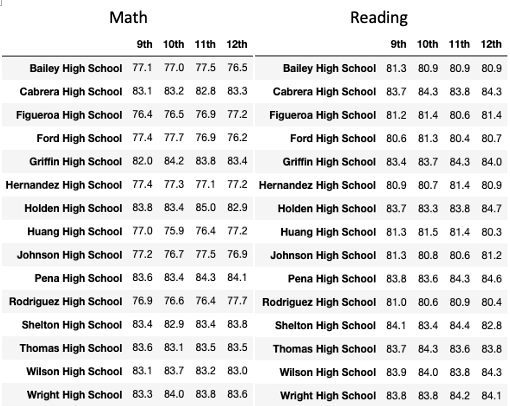 Math Reading
9th 10th 11th 12th 9th 10th 11th 12th
Bailey High School 77.1 77.0 77.5 76.5 Bailey High School 81.3 80.9 80.9 80.9
Cabrera High School 83.1 83.2 82.8 83.3 Cabrera High School 83.7 84.3 83.8 84.3
Figueroa High School 76.4 76.5 76.9 77.2 Figueroa High School 81.2 81.4 80.6 81.4
Ford High School 77.4 77.7 76.9 76.2 Ford High School 80.6 81.3 80.4 80.7
Griffin High School 82.0 84.2 83.8 83.4 Griffin High School 83.4 83.7 84.3 84.0
Hernandez High School 77.4 77.3 77.1 77.2 Hernandez High School 80.9 80.7 81.4 80.9
Holden High School 83.8 83.4 85.0 82.9 Holden High School 83.7 83.3 83.8 84.7
Huang High School 77.0 75.9 76.4 77.2 Huang High School 81.3 81.5 81.4 80.3
Johnson High School 77.2 76.7 77.5 76.9 Johnson High School 81.3 80.8 80.6 81.2
Pena High School 83.6 83.4 84.3 84.1 Pena High School 83.8 83.6 84.3 84.6
Rodriguez High School 76.9 76.6 76.4 77.7 Rodriguez High School 81.0 80.6 80.9 80.4
Shelton High School 83.4 82.9 83.4 83.8 Shelton High School 84.1 83.4 84.4 82.8
Thomas High School 83.6 83.1 83.5 83.5 Thomas High School 83.7 84.3 83.6 83.8
Wilson High School 83.1 83.7 83.2 83.0 Wilson High School 83.9 84.0 83.8 84.3
Wright High School 83.3 84.0 83.8 83.6 Wright High School 83.8 83.8 84.2 84.1